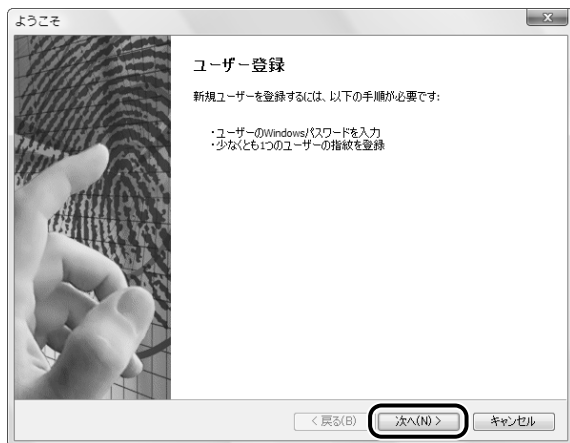 ようこそ
ユーザー登録
新規ユーザーを登録するには、以下の手順が必要です:
・ユーザーのWindowsパスワードを入力
・少なくとも1つのユーザーの指紋を登録
< 戻る(B) 次へ(N) > キャンセル